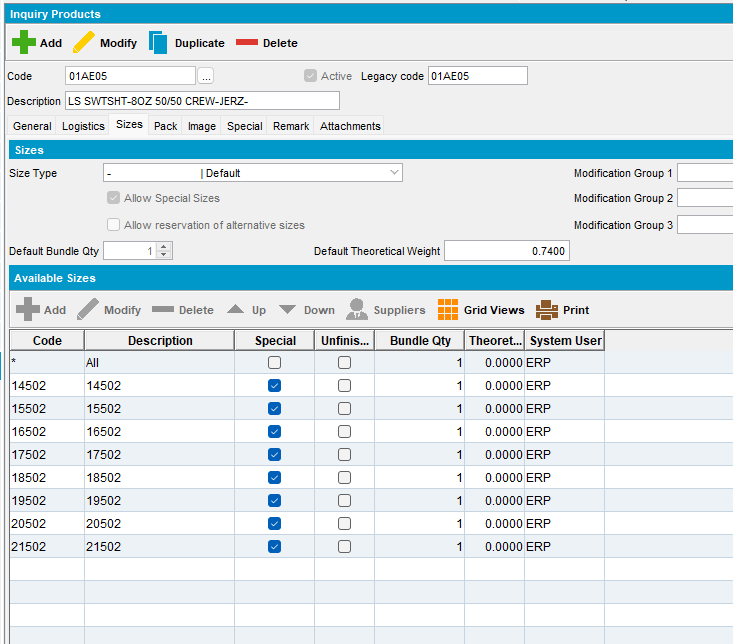 Inquiry Products
Add Modify Duplicate Delete
Code 01AE05 ... Active Legacy code 01AE05
Description LS SWTSHT-8OZ 50/50 CREW-JERZ-
General Logistics Sizes Pack Image Special Remark Attachments
Sizes
Size Type - | Default Modification Group 1
Allow Special Sizes Modification Group 2
Allow reservation of alternative sizes Modification Group 3
Default Bundle Qty 1 Default Theoretical Weight 0.7400
Available Sizes
Add Modify Delete Up Down Suppliers Grid Views Print
Code Description Special Unfinis... Bundle Qty Theoret... System User
* All 1 0.0000 ERP
14502 14502 1 0.0000 ERP
15502 15502 1 0.0000 ERP
16502 16502 1 0.0000 ERP
17502 17502 1 0.0000 ERP
18502 18502 1 0.0000 ERP
19502 19502 1 0.0000 ERP
20502 20502 1 0.0000 ERP
21502 21502 1 0.0000 ERP